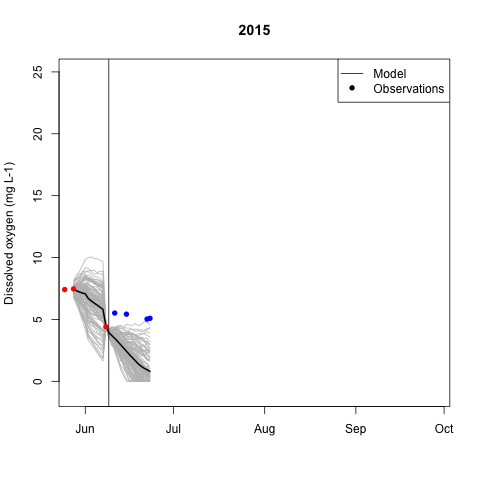 2015
Dissolved oxygen (mg L-1)
25
20
15
10
5
0
Model
Observations
Jun
Jul
Aug
Sep
Oct